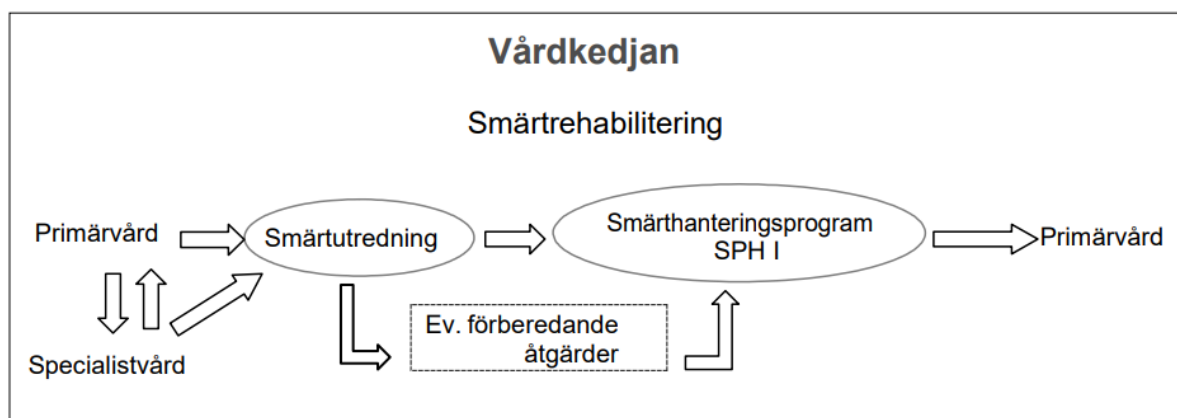 Vårdkedjan
Smärtrehabilitering
Primärvård
Smärtutredning
Smärthanteringsprogram
SPH I
Primärvård
Ev. förberedande
åtgärder
Specialistvård